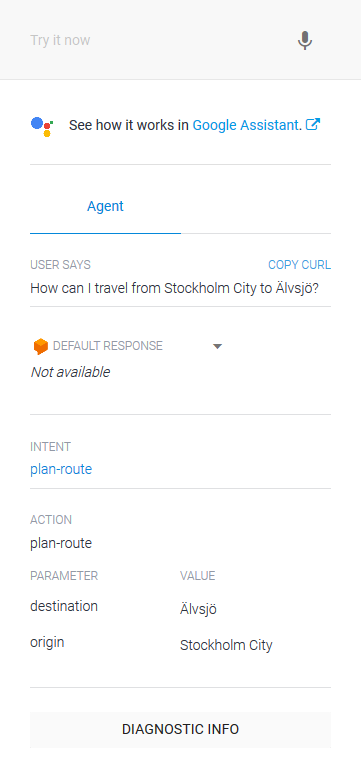 Try it now
See how it works in Google Assistant.
Agent
USER SAYS COPY CURL
How can I travel from Stockholm City to Älvsjö?
DEFAULT RESPONSE
Not available
INTENT
plan-route
ACTION
plan-route
PARAMETER VALUE
destination Älvsjö
origin Stockholm City
DIAGNOSTIC INFO